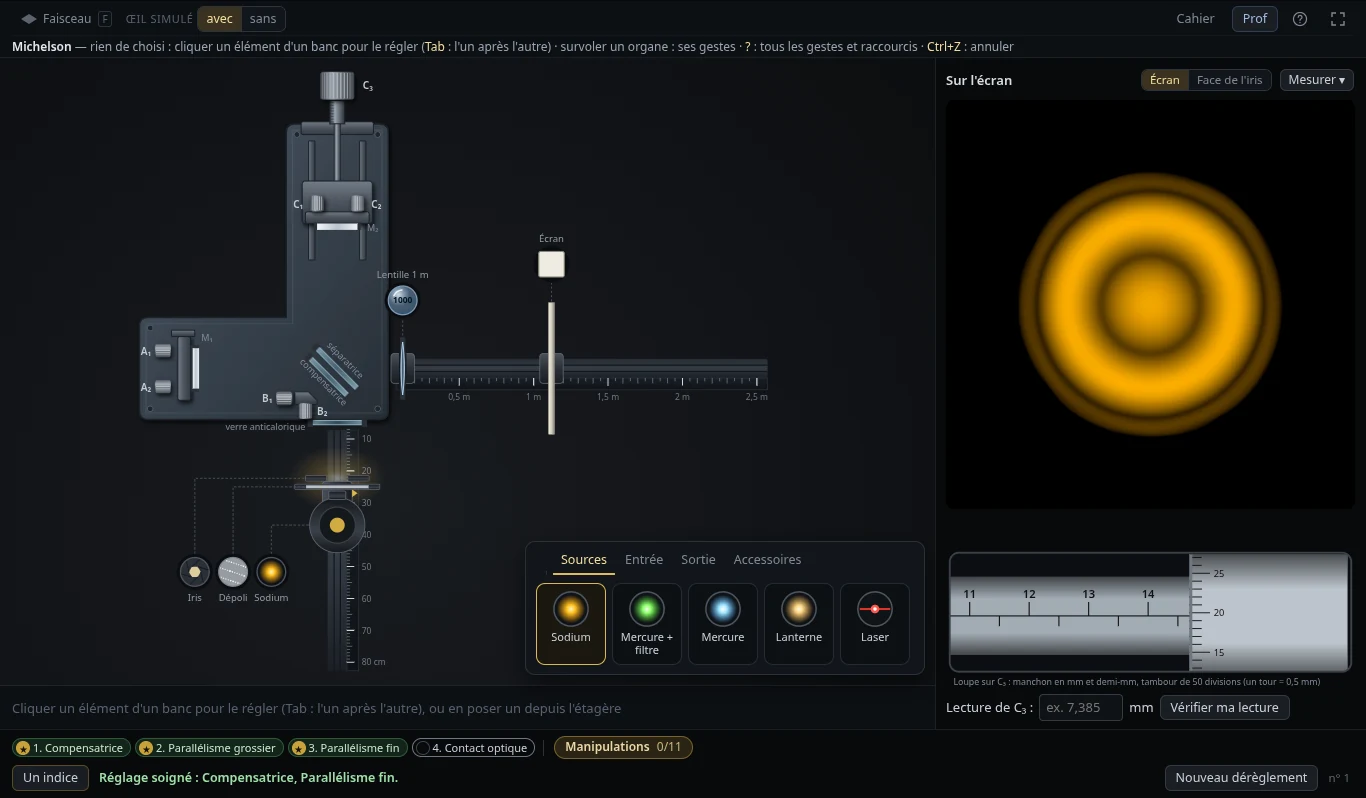 Faisceau F ŒIL SIMULÉ avec sans Cahier Prof ?
Michelson — rien de choisi : cliquer un élément d'un banc pour le régler (Tab : l'un après l'autre) · survoler un organe : ses gestes · ? : tous les gestes et raccourcis · Ctrl+Z : annuler
C₃
C₁ C₂
M₂
Écran
Lentille 1 m
1000
A₁ M₁
A₂
séparatrice
compensatrice
B₁ B₂
verre anticalorique
0,5 m 1 m 1,5 m 2 m 2,5 m
10
20
30
40
50
60
70
80 cm
Iris Dépoli Sodium
Sources Entrée Sortie Accessoires
Sodium Mercure + filtre Mercure Lanterne Laser
Cliquer un élément d'un banc pour le régler (Tab : l'un après l'autre), ou en poser un depuis l'étagère
Sur l'écran Écran Face de l'iris Mesurer ▾
11 12 13 14
25
20
15
Loupe sur C₃ : manchon en mm et demi-mm, tambour de 50 divisions (un tour = 0,5 mm)
Lecture de C₃ : ex. 7,385 mm Vérifier ma lecture
1. Compensatrice 2. Parallélisme grossier 3. Parallélisme fin 4. Contact optique Manipulations 0/11
Un indice Réglage soigné : Compensatrice, Parallélisme fin. Nouveau dérèglement n° 1